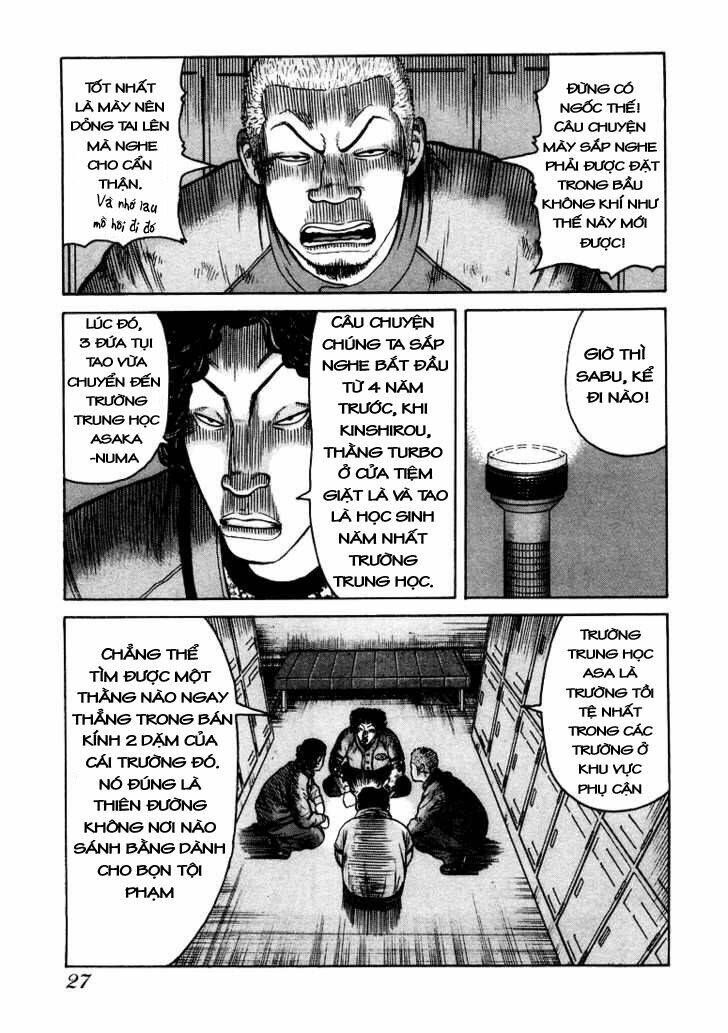 ĐỪNG CÓ
NGỐC THẾ!
CÂU CHUYỆN
MÀY SẮP NGHE
PHẢI ĐƯỢC ĐẶT
TRONG BẦU
KHÔNG KHÍ NHƯ
THẾ NÀY MỚI
ĐƯỢC!
TỐT NHẤT
LÀ MÀY NÊN
DỎNG TAI LÊN
MÀ NGHE
CHO CẨN
THẬN.
Và nhớ lau
mồ hôi đi đó
GIỜ THÌ
SABU, KỂ
ĐI NÀO!
CÂU CHUYỆN
CHÚNG TA SẮP
NGHE BẮT ĐẦU
TỪ 4 NĂM
TRƯỚC, KHI
KINSHIROU,
THẰNG TURBO
Ở CỬA TIỆM
GIẶT LÀ VÀ TAO
LÀ HỌC SINH
NĂM NHẤT
TRƯỜNG
TRUNG HỌC.
LÚC ĐÓ,
3 ĐỨA TỤI
TAO VỪA
CHUYỂN ĐẾN
TRƯỜNG
TRUNG HỌC
ASAKA
-NUMA
TRƯỜNG
TRUNG HỌC
ASA LÀ
TRƯỜNG TỒI
TỆ NHẤT
TRONG CÁC
TRƯỜNG Ở
KHU VỰC
PHỤ CẬN
CHẲNG THỂ
TÌM ĐƯỢC MỘT
THẰNG NÀO NGAY
THẲNG TRONG BÁN
KÍNH 2 DẶM CỦA
CÁI TRƯỜNG ĐÓ.
NÓ ĐÚNG LÀ
THIÊN ĐƯỜNG
KHÔNG NƠI NÀO
SÁNH BẰNG DÀNH
CHO BỌN TỘI
PHẠM
27